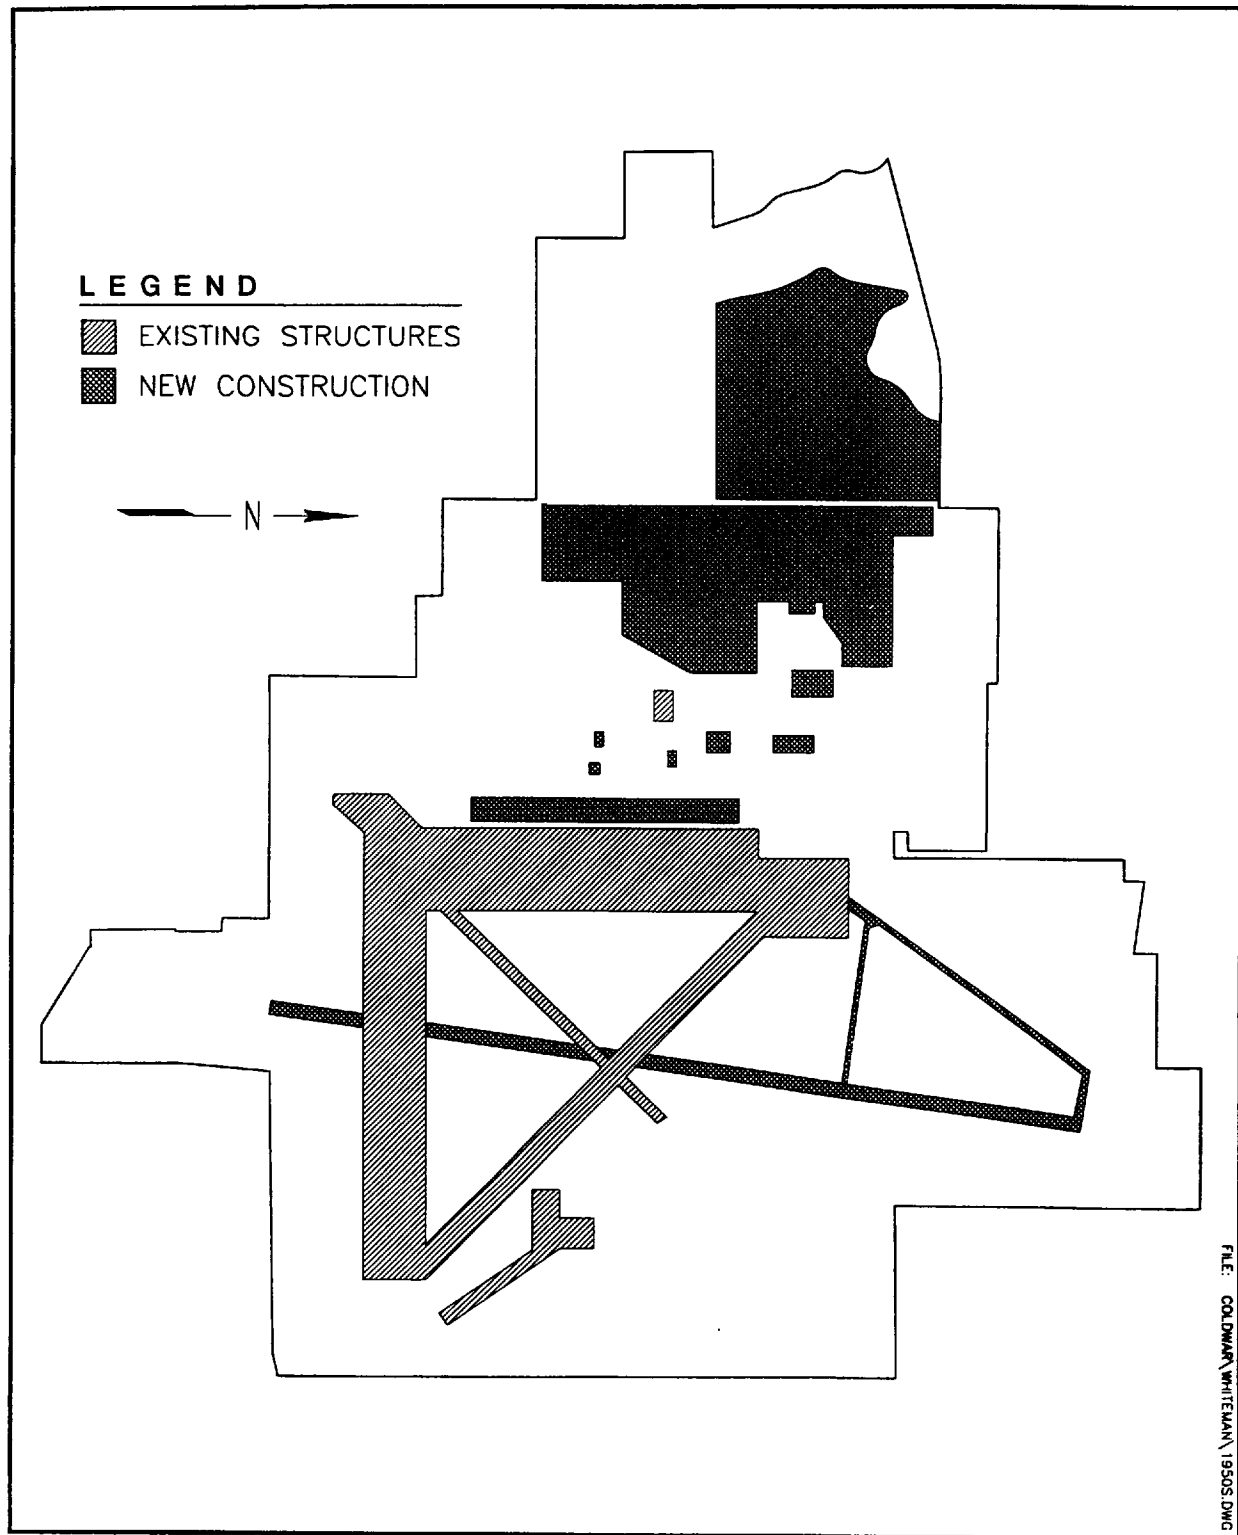 LEGEND
EXISTING STRUCTURES
NEW CONSTRUCTION
N
FILE: COLDWAR\WHITEMAN\1950S.DWG